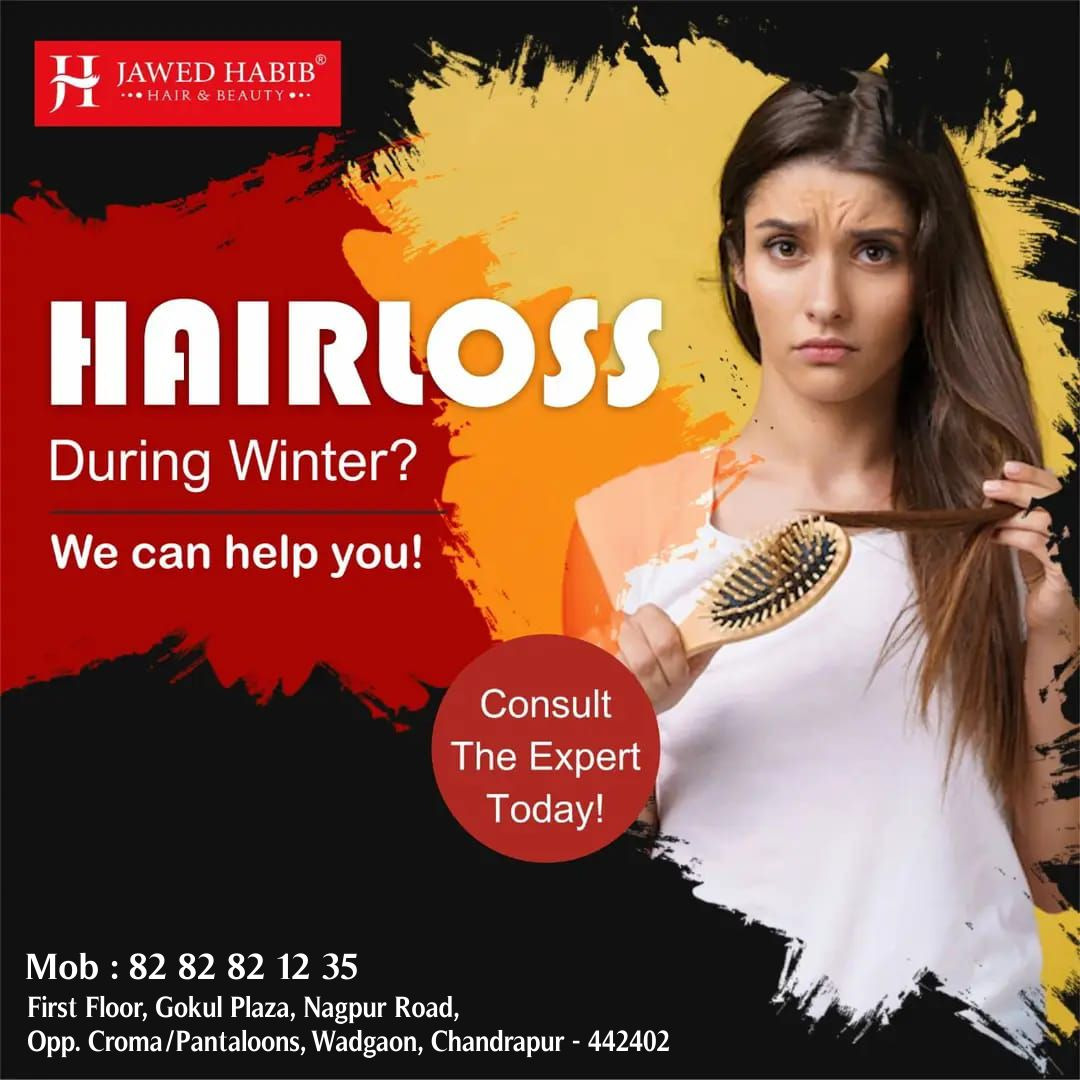 JAWED HABIB®
•••HAIR & BEAUTY•••
HAIRLOSS
During Winter?
We can help you!
Consult
The Expert
Today!
Mob : 82 82 82 12 35
First Floor, Gokul Plaza, Nagpur Road,
Opp. Croma/Pantaloons, Wadgaon, Chandrapur - 442402